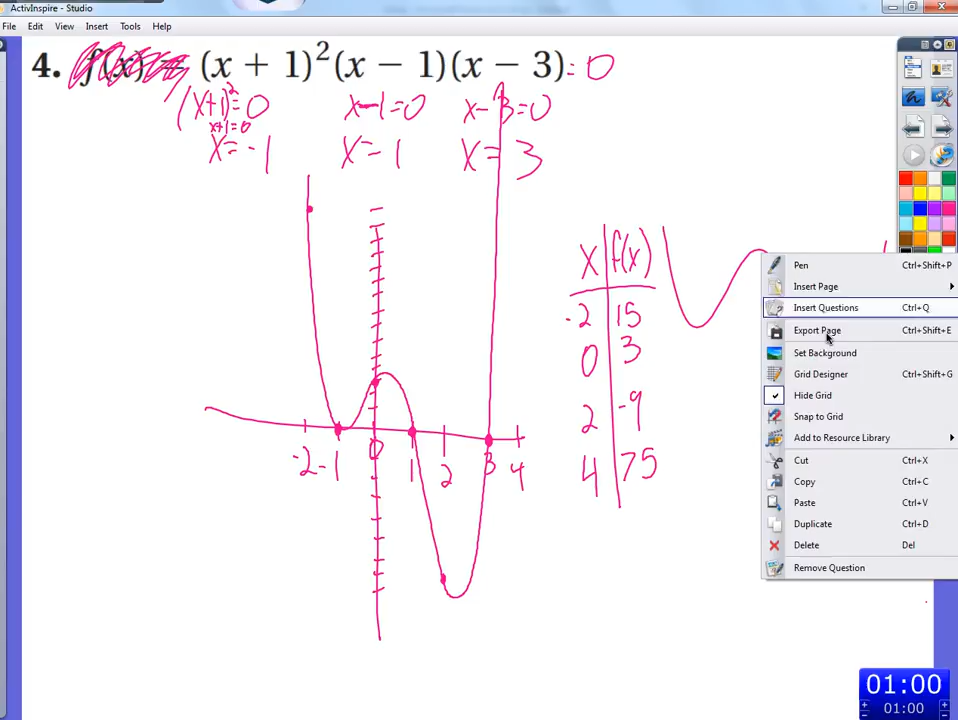 ActivInspire - Studio
File Edit View Insert Tools Help
4. f(x) = (x + 1)²(x − 1)(x − 3) = 0
(x+1)²=0 x-1=0 x-3=0
x+1=0
x=-1 x=1 x=3
x f(x)
-2 15
0 3
2 -9
4 75
-2 -1 0 1 2 3 4
Pen Ctrl+Shift+P
Insert Page
Insert Questions Ctrl+Q
Export Page Ctrl+Shift+E
Set Background
Grid Designer Ctrl+Shift+G
Hide Grid
Snap to Grid
Add to Resource Library
Cut Ctrl+X
Copy Ctrl+C
Paste Ctrl+V
Duplicate Ctrl+D
Delete Del
Remove Question
01:00
01:00